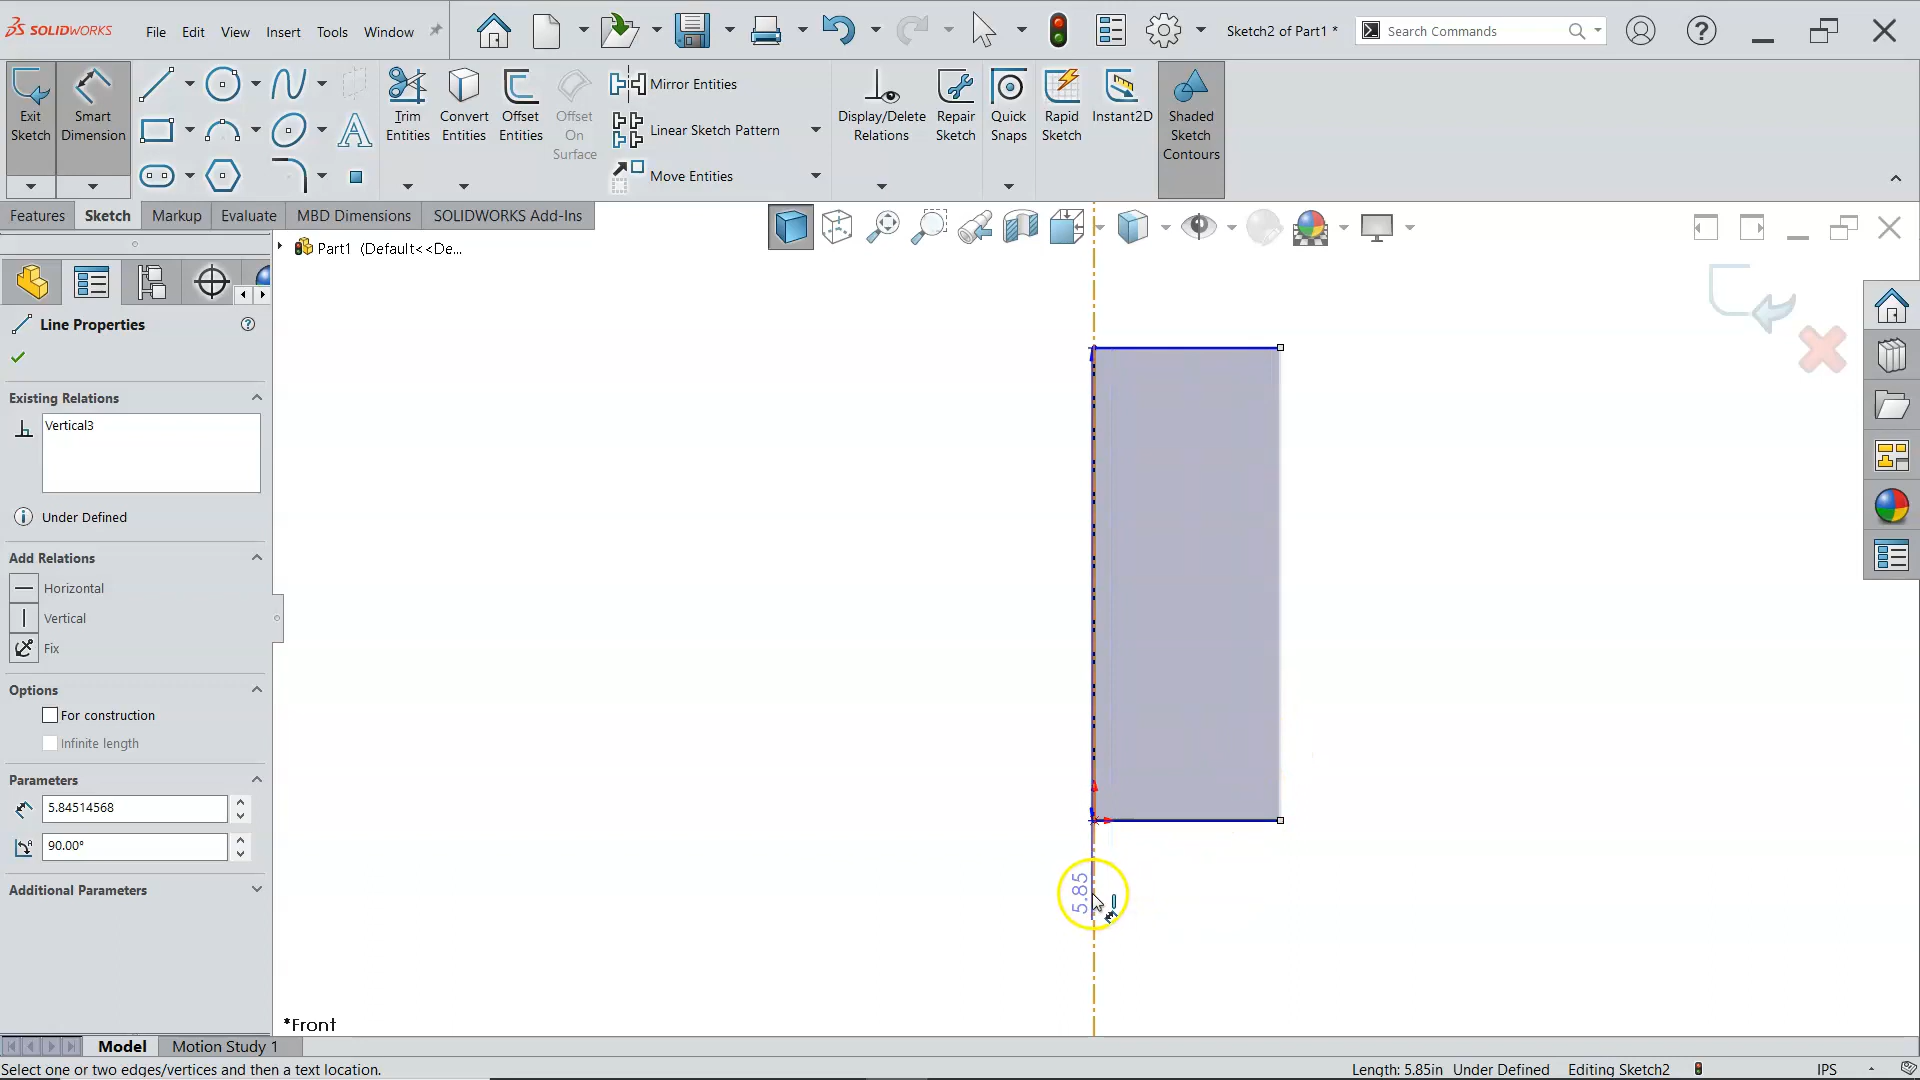 SOLIDWORKS
File Edit View Insert Tools Window
Sketch2 of Part1 *
Search Commands
Exit Sketch
Smart Dimension
Trim Entities
Convert Entities
Offset Entities
Offset On Surface
Mirror Entities
Linear Sketch Pattern
Move Entities
Display/Delete Relations
Repair Sketch
Quick Snaps
Rapid Sketch
Instant2D
Shaded Sketch Contours
Features Sketch Markup Evaluate MBD Dimensions SOLIDWORKS Add-Ins
Part1 (Default<<De...
Line Properties
Existing Relations
Vertical3
Under Defined
Add Relations
Horizontal
Vertical
Fix
Options
For construction
Infinite length
Parameters
5.84514568
90.00°
Additional Parameters
5.85
*Front
Model Motion Study 1
Select one or two edges/vertices and then a text location.
Length: 5.85in Under Defined Editing Sketch2 IPS